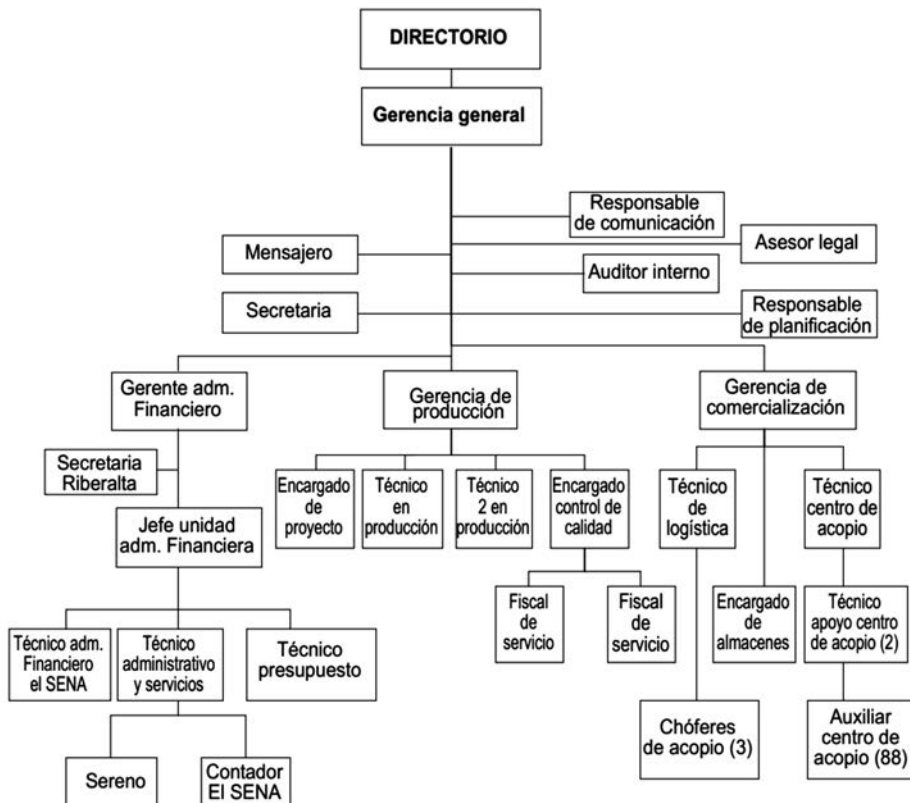 DIRECTORIO
Gerencia general
Responsable
de comunicación
Asesor legal
Mensajero
Auditor interno
Secretaria
Responsable
de planificación
Gerente adm.
Financiero
Gerencia de
producción
Gerencia de
comercialización
Secretaria
Riberalta
Encargado
de
proyecto
Técnico
en
producción
Técnico
2 en
producción
Encargado
control de
calidad
Técnico
de
logística
Técnico
centro de
acopio
Jefe unidad
adm. Financiera
Fiscal
de
servicio
Fiscal
de
servicio
Encargado
de
almacenes
Técnico
apoyo centro
de acopio (2)
Técnico adm.
Financiero
el SENA
Técnico
administrativo
y servicios
Técnico
presupuesto
Chóferes
de acopio (3)
Auxiliar
centro de
acopio (88)
Sereno
Contador
El SENA